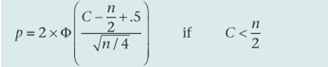 p = 2 × Φ ( (C − n/2 + .5) / √n / 4 ) if C < n/2